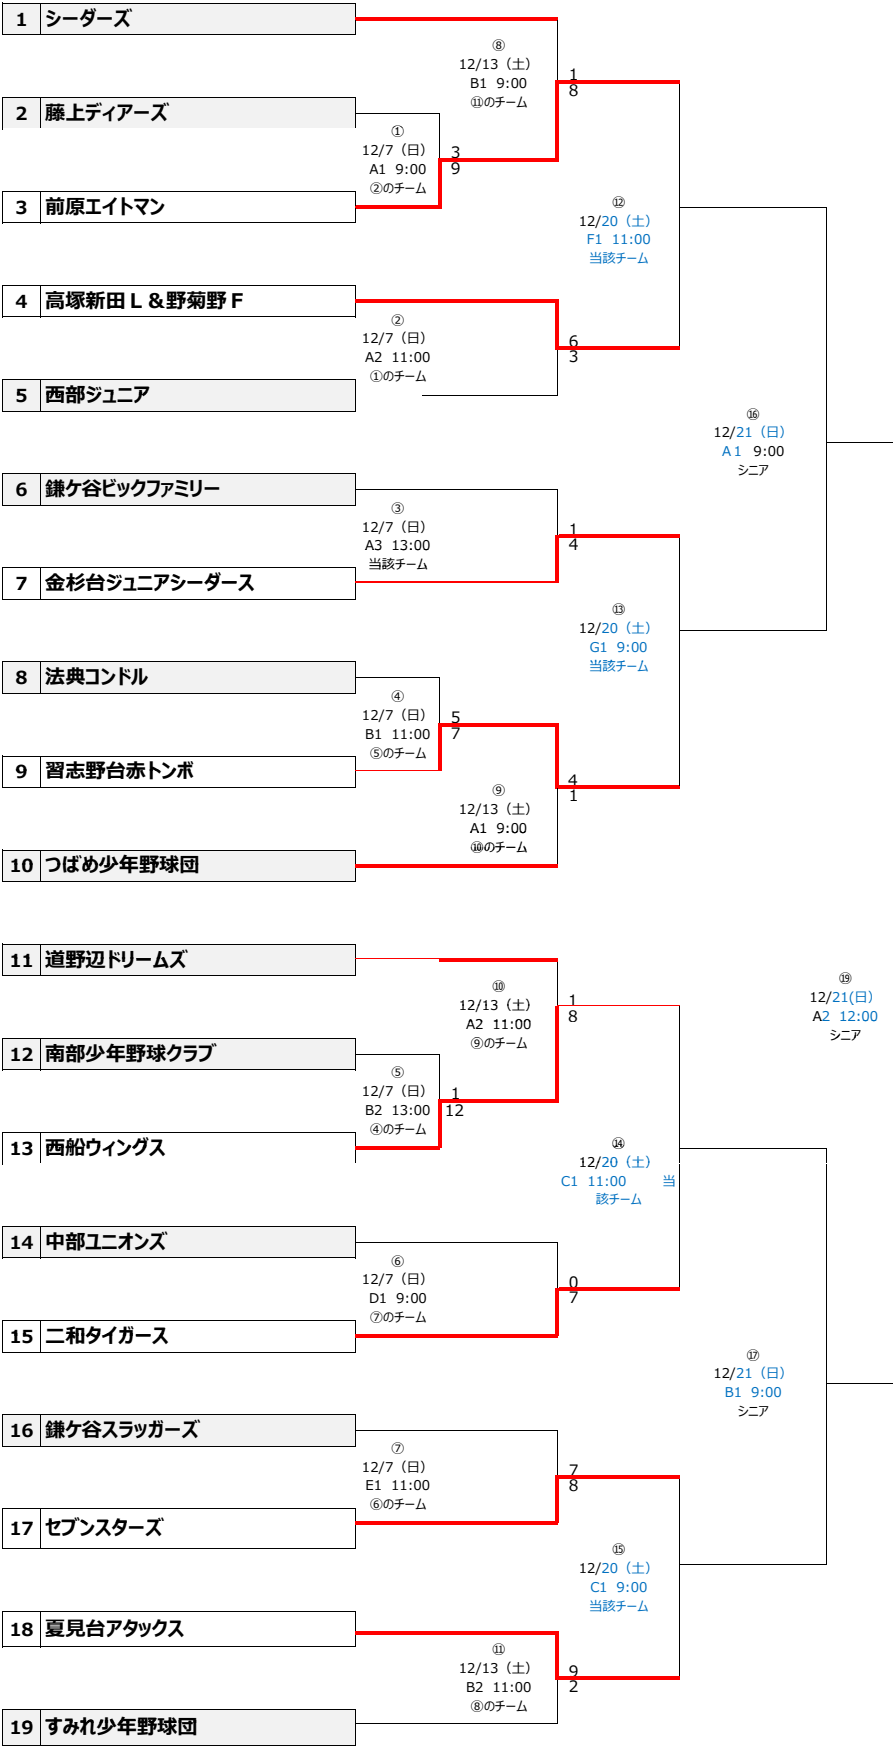 1 シーダーズ
⑧
12/13（土）
B1 9:00
⑪のチーム
1
8
2 藤上ディアーズ
①
12/7（日）
A1 9:00
②のチーム
3
9
3 前原エイトマン
⑫
12/20（土）
F1 11:00
当該チーム
4 高塚新田Ｌ＆野菊野Ｆ
②
12/7（日）
A2 11:00
①のチーム
6
3
5 西部ジュニア
⑯
12/21（日）
A１ 9:00
シニア
6 鎌ケ谷ビックファミリー
③
12/7（日）
A3 13:00
当該チーム
1
4
7 金杉台ジュニアシーダース
⑬
12/20（土）
G1 9:00
当該チーム
8 法典コンドル
④
12/7（日）
B1 11:00
⑤のチーム
5
7
9 習志野台赤トンボ
⑨
12/13（土）
A1 9:00
⑩のチーム
4
1
10 つばめ少年野球団
11 道野辺ドリームズ
⑩
12/13（土）
A2 11:00
⑨のチーム
1
8
⑲
12/21(日）
A2 12:00
シニア
12 南部少年野球クラブ
⑤
12/7（日）
B2 13:00
④のチーム
1
12
13 西船ウィングス
⑭
12/20（土）
C1 11:00 当
該チーム
14 中部ユニオンズ
⑥
12/7（日）
D1 9:00
⑦のチーム
0
7
15 二和タイガース
⑰
12/21（日）
B1 9:00
シニア
16 鎌ケ谷スラッガーズ
⑦
12/7（日）
E1 11:00
⑥のチーム
7
8
17 セブンスターズ
⑮
12/20（土）
C1 9:00
当該チーム
18 夏見台アタックス
⑪
12/13（土）
B2 11:00
⑧のチーム
9
2
19 すみれ少年野球団